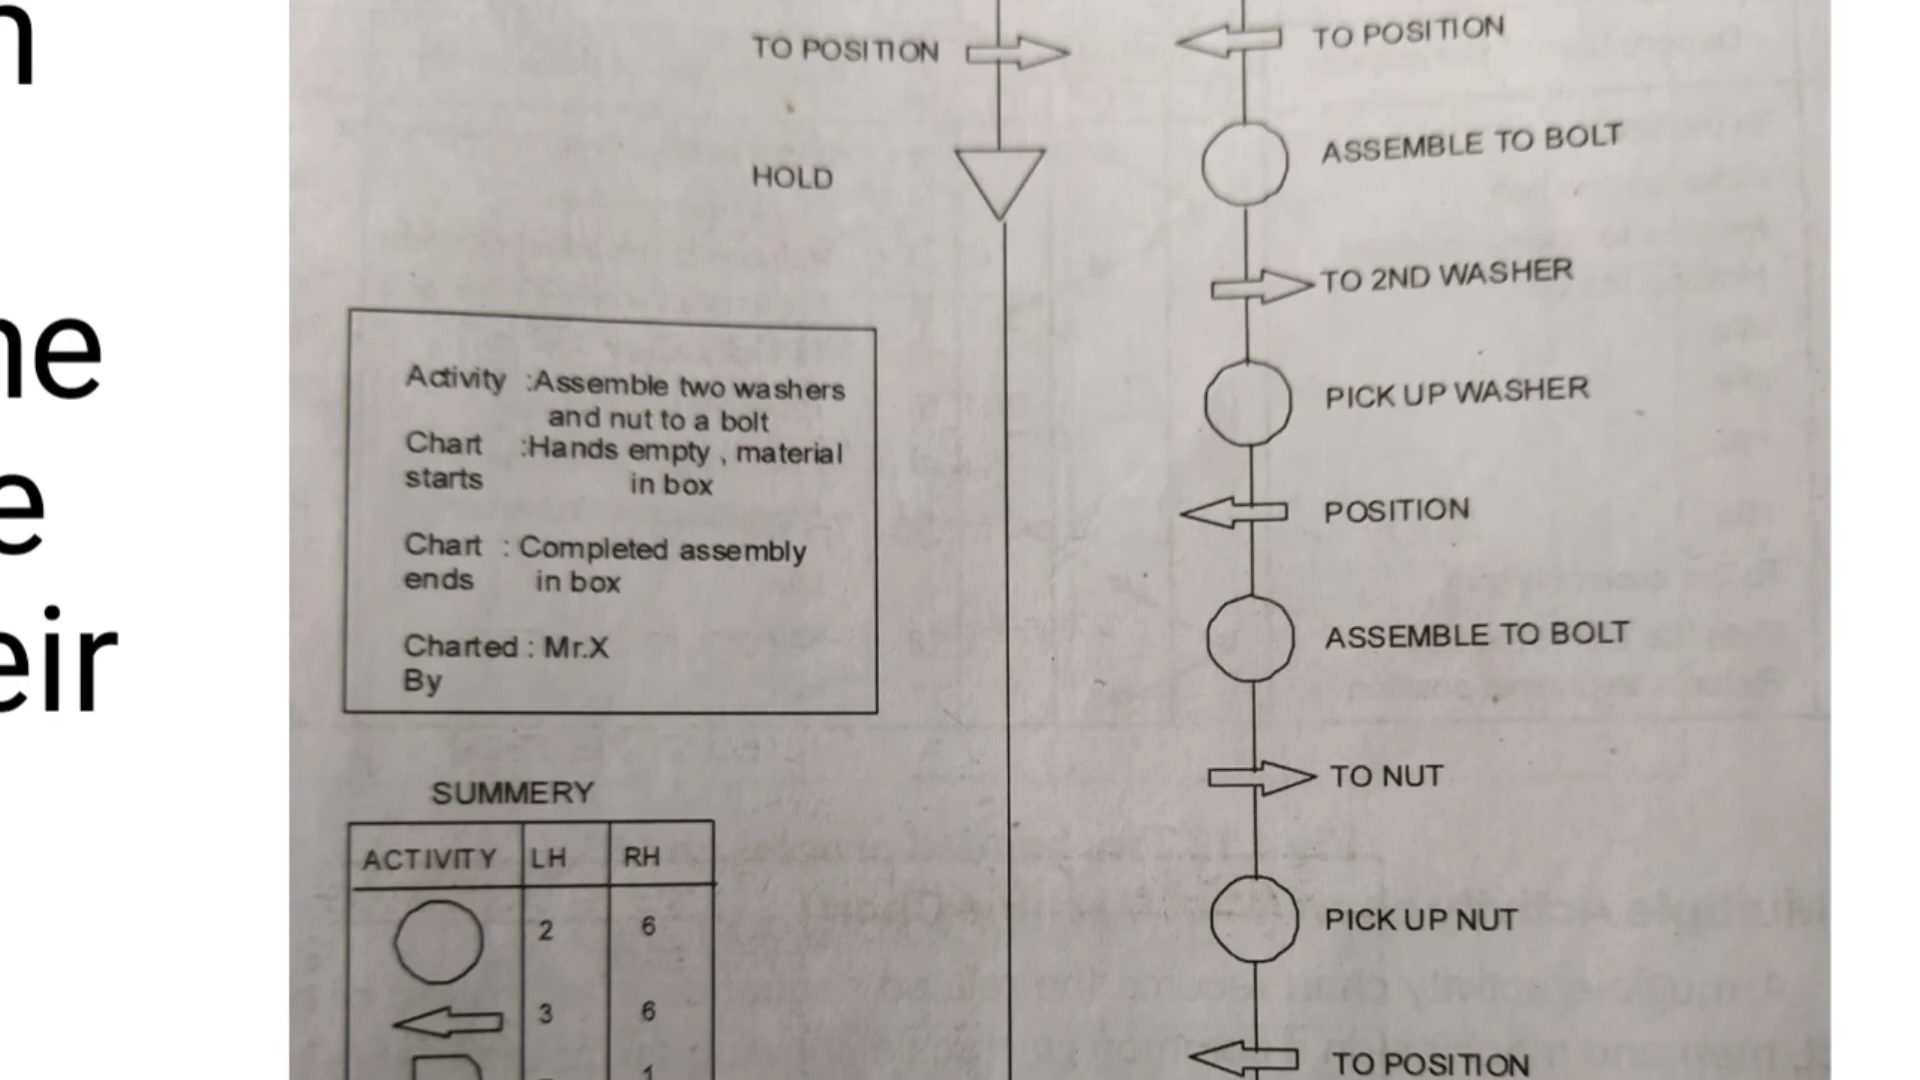 n
ne
e
eir
TO POSITION
TO POSITION
HOLD
ASSEMBLE TO BOLT
TO 2ND WASHER
PICK UP WASHER
POSITION
ASSEMBLE TO BOLT
TO NUT
PICK UP NUT
TO POSITION
Activity :Assemble two washers
and nut to a bolt
Chart :Hands empty , material
starts in box
Chart : Completed assembly
ends in box
Charted : Mr.X
By
SUMMERY
ACTIVITY LH RH
2 6
3 6
1